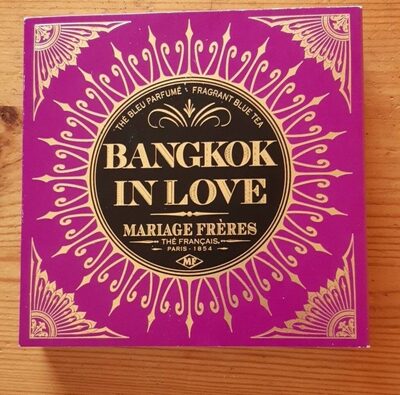 THÉ BLEU PARFUMÉ · FRAGRANT BLUE TEA
BANGKOK
IN LOVE
MARIAGE FRÈRES
THÉ FRANÇAIS
PARIS · 1854
MF